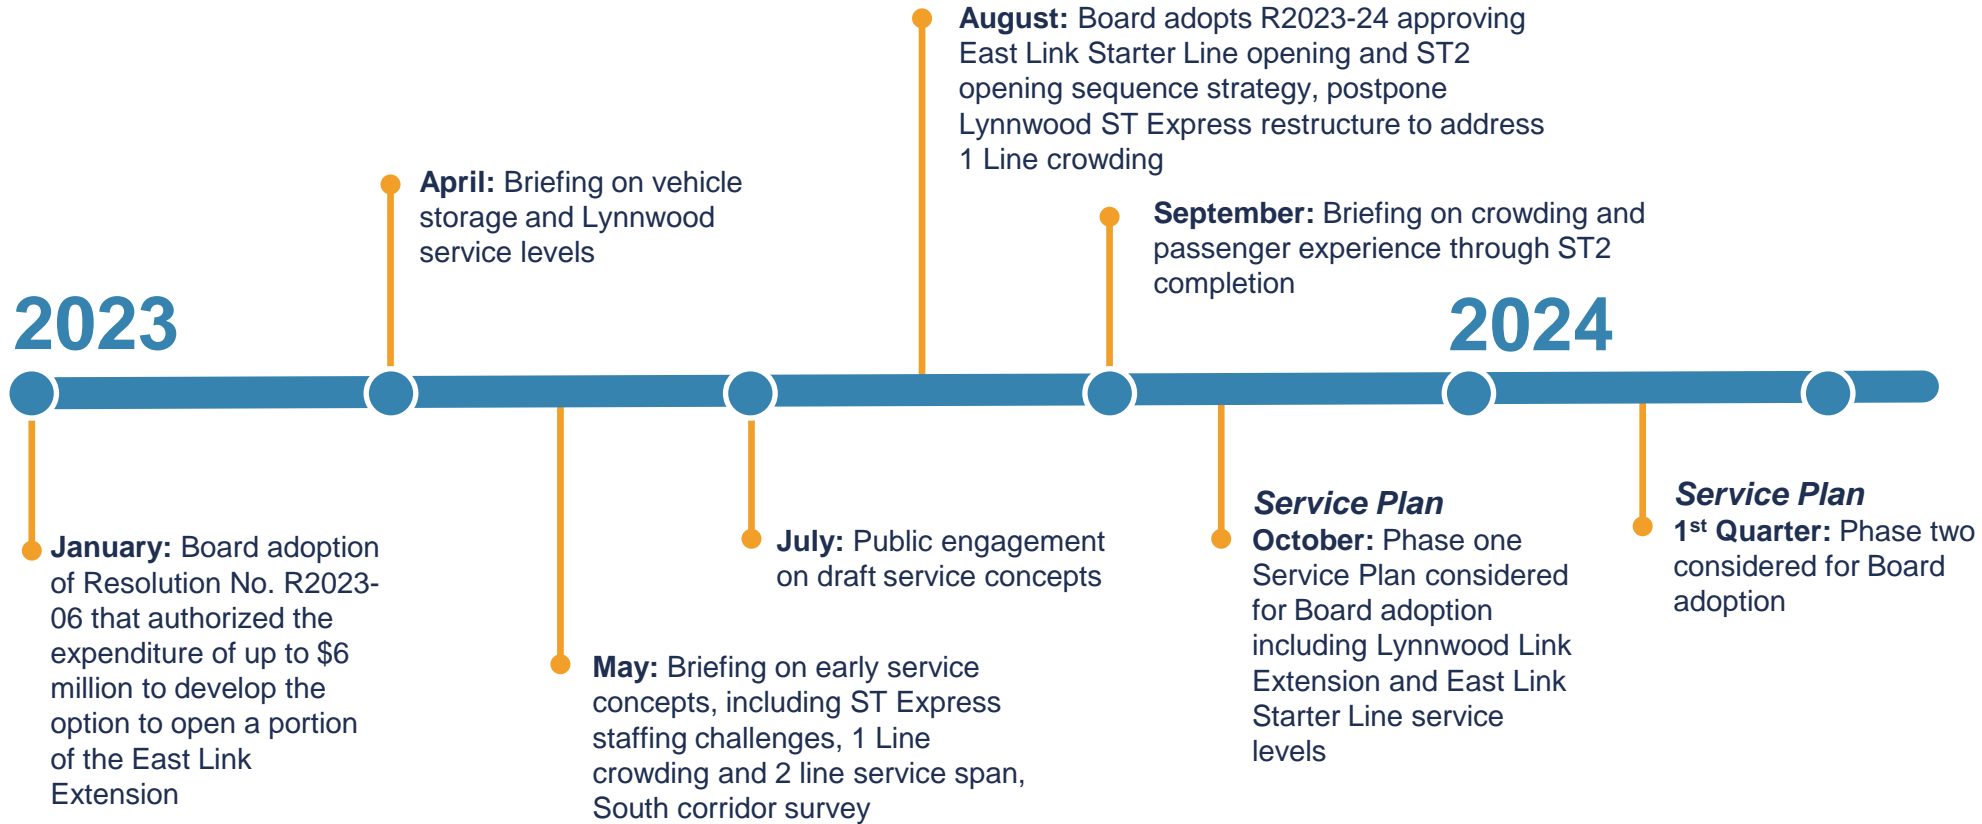 August: Board adopts R2023-24 approving
East Link Starter Line opening and ST2
opening sequence strategy, postpone
Lynnwood ST Express restructure to address
1 Line crowding
April: Briefing on vehicle
storage and Lynnwood
service levels
September: Briefing on crowding and
passenger experience through ST2
completion
2023
2024
January: Board adoption
of Resolution No. R2023-
06 that authorized the
expenditure of up to $6
million to develop the
option to open a portion
of the East Link
Extension
May: Briefing on early service
concepts, including ST Express
staffing challenges, 1 Line
crowding and 2 line service span,
South corridor survey
July: Public engagement
on draft service concepts
Service Plan
October: Phase one
Service Plan considered
for Board adoption
including Lynnwood Link
Extension and East Link
Starter Line service
levels
Service Plan
1st Quarter: Phase two
considered for Board
adoption